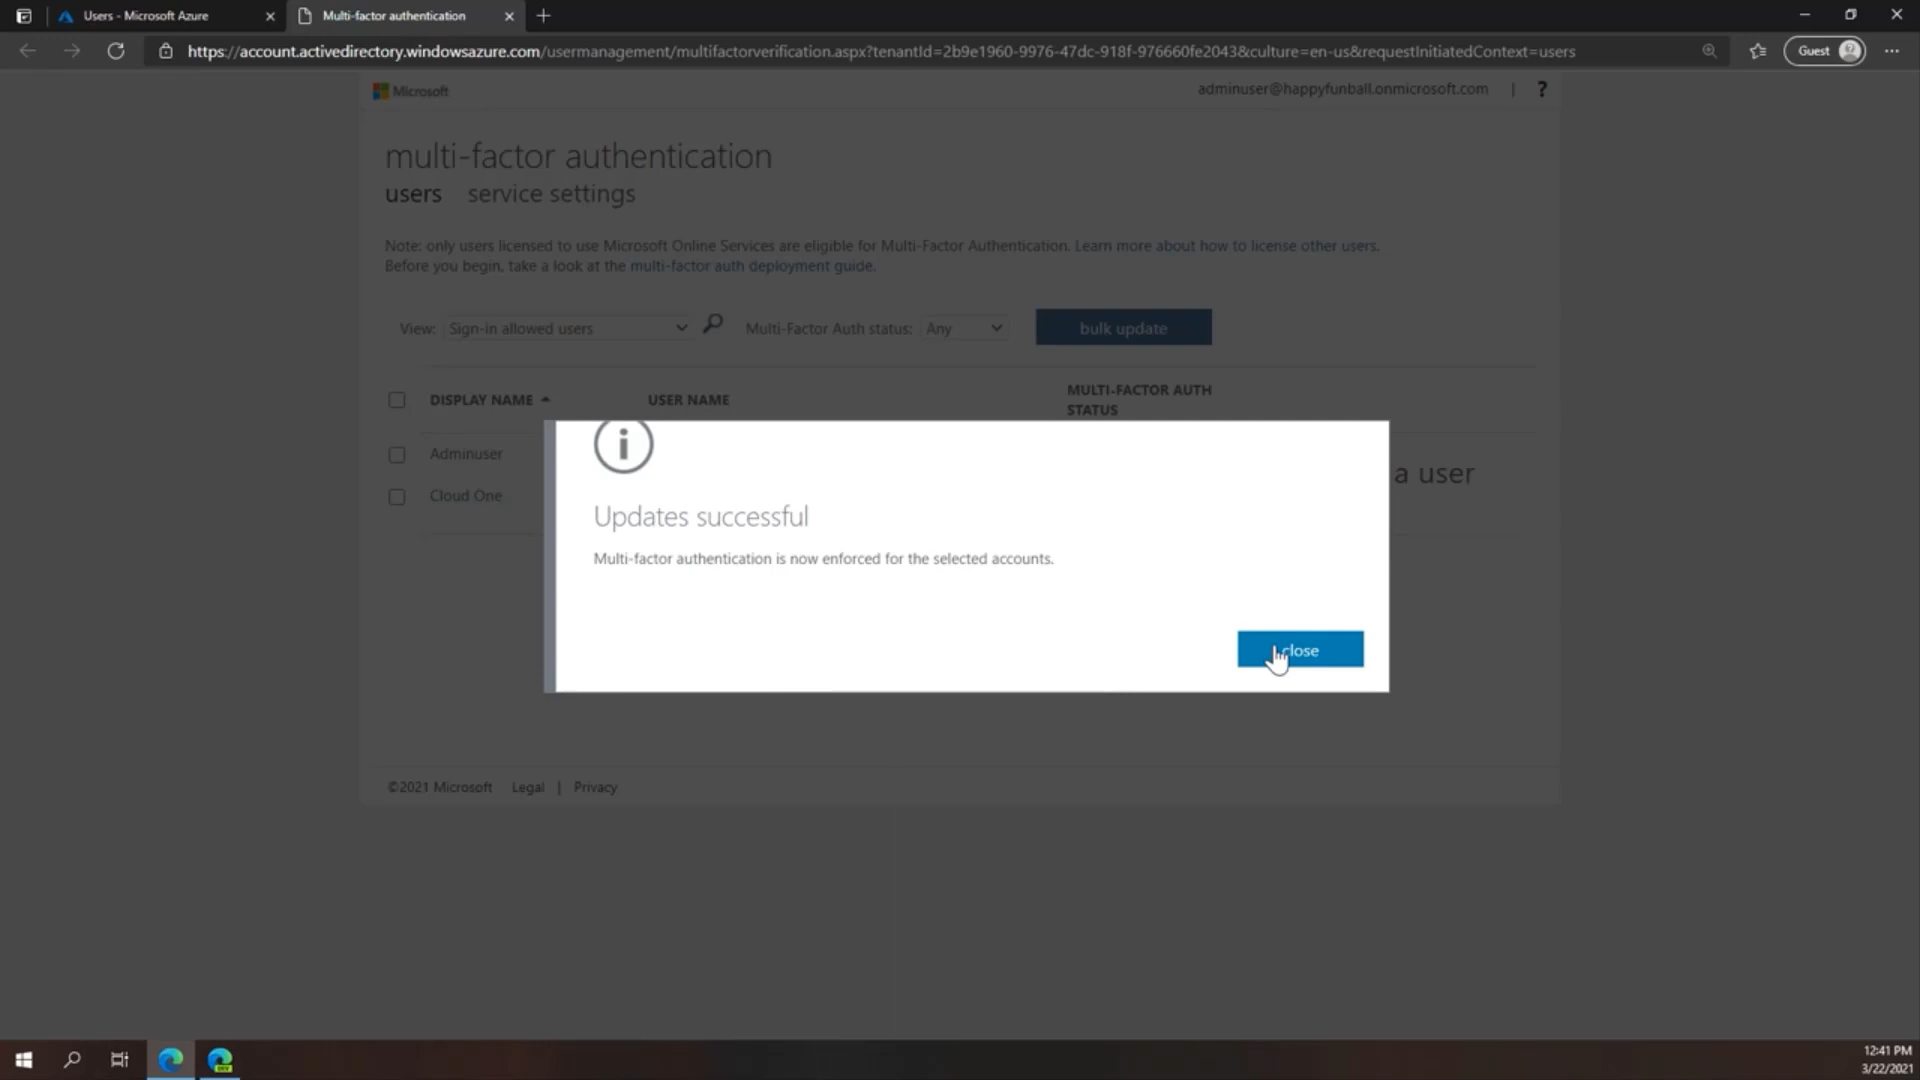 Users - Microsoft Azure
Multi-factor authentication
https://account.activedirectory.windowsazure.com/usermanagement/multifactorverification.aspx?tenantId=2b9e1960-9976-47dc-918f-976660fe2043&culture=en-us&requestInitiatedContext=users
Guest
Microsoft
adminuser@happyfunball.onmicrosoft.com | ?
multi-factor authentication
users service settings
Note: only users licensed to use Microsoft Online Services are eligible for Multi-Factor Authentication. Learn more about how to license other users.
Before you begin, take a look at the multi-factor auth deployment guide.
View: Sign-in allowed users Multi-Factor Auth status: Any bulk update
DISPLAY NAME USER NAME MULTI-FACTOR AUTH
STATUS
Adminuser
a user
Cloud One
Updates successful
Multi-factor authentication is now enforced for the selected accounts.
close
©2021 Microsoft Legal | Privacy
12:41 PM
3/22/2021